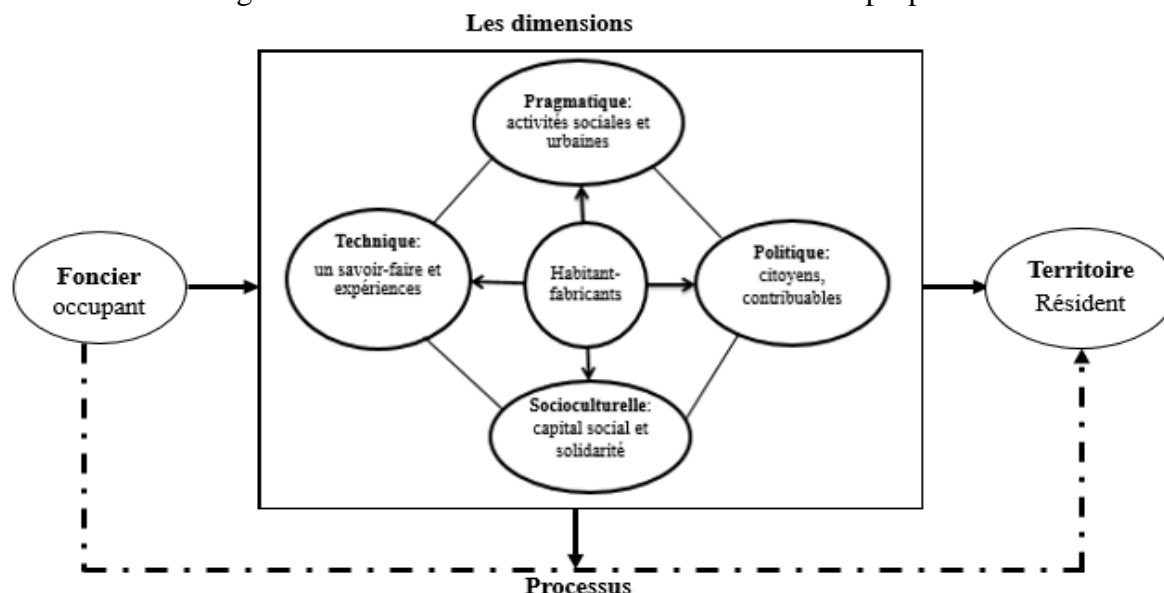 Les dimensions
Pragmatique:
activités sociales et
urbaines
Technique:
un savoir-faire et
expériences
Habitant-
fabricants
Politique:
citoyens,
contribuables
Foncier
occupant
Territoire
Résident
Socioculturelle:
capital social et
solidarité
Processus